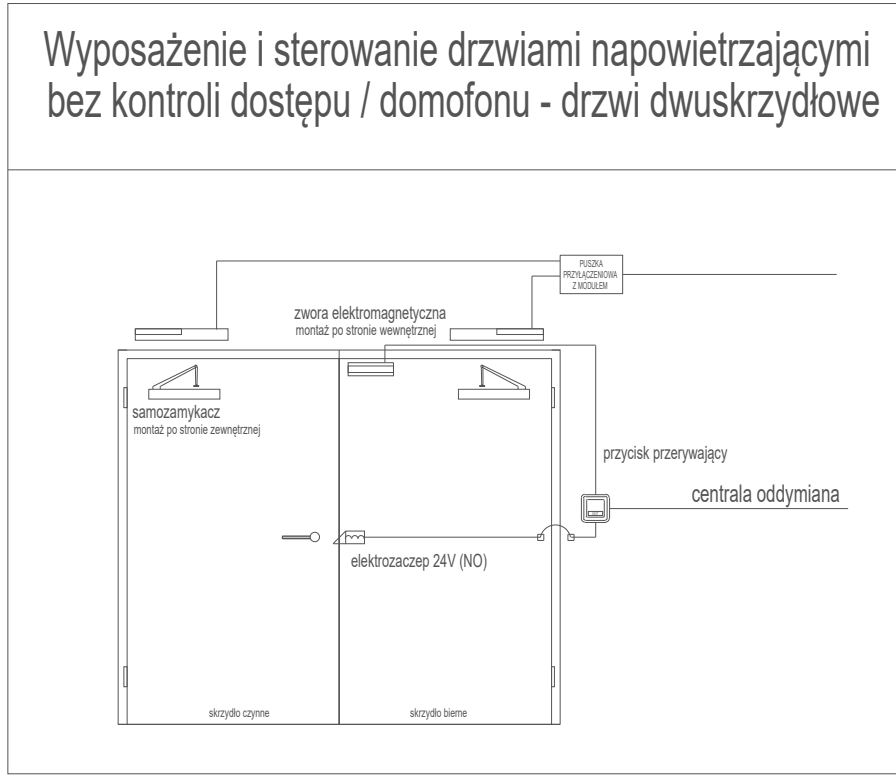 Wyposażenie i sterowanie drzwiami napowietrzającymi
bez kontroli dostępu / domofonu - drzwi dwuskrzydłowe
PUSZKA
PRZYŁĄCZENIOWA
Z MODUŁEM
zwora elektromagnetyczna
montaż po stronie wewnętrznej
samozamykacz
montaż po stronie zewnętrznej
przycisk przerywający
centrala oddymiana
elektrozaczep 24V (NO)
skrzydło czynne
skrzydło bierne